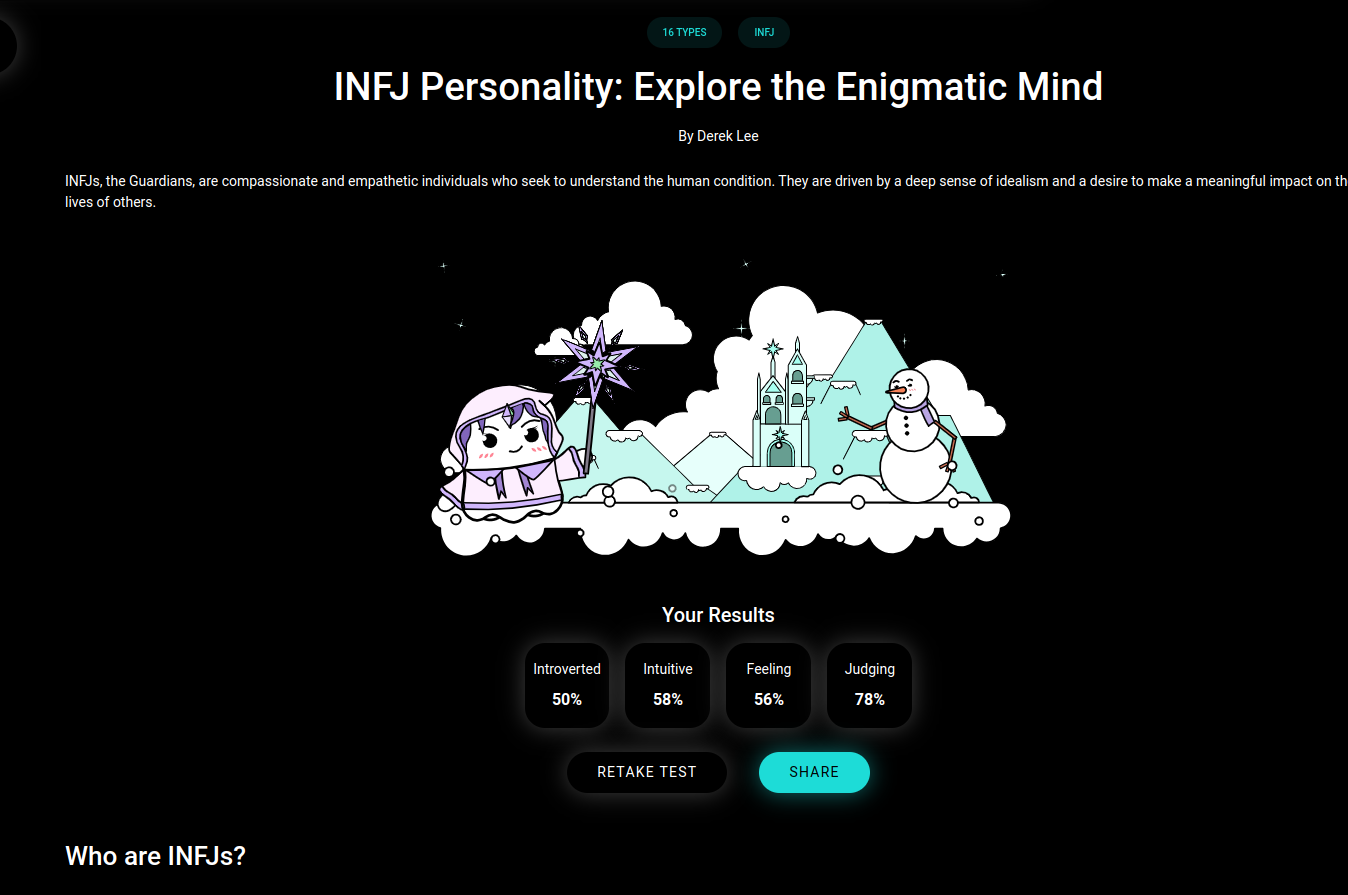 16 TYPES INFJ
INFJ Personality: Explore the Enigmatic Mind
By Derek Lee
INFJs, the Guardians, are compassionate and empathetic individuals who seek to understand the human condition. They are driven by a deep sense of idealism and a desire to make a meaningful impact on
lives of others.
Your Results
Introverted Intuitive Feeling Judging
50% 58% 56% 78%
RETAKE TEST SHARE
Who are INFJs?